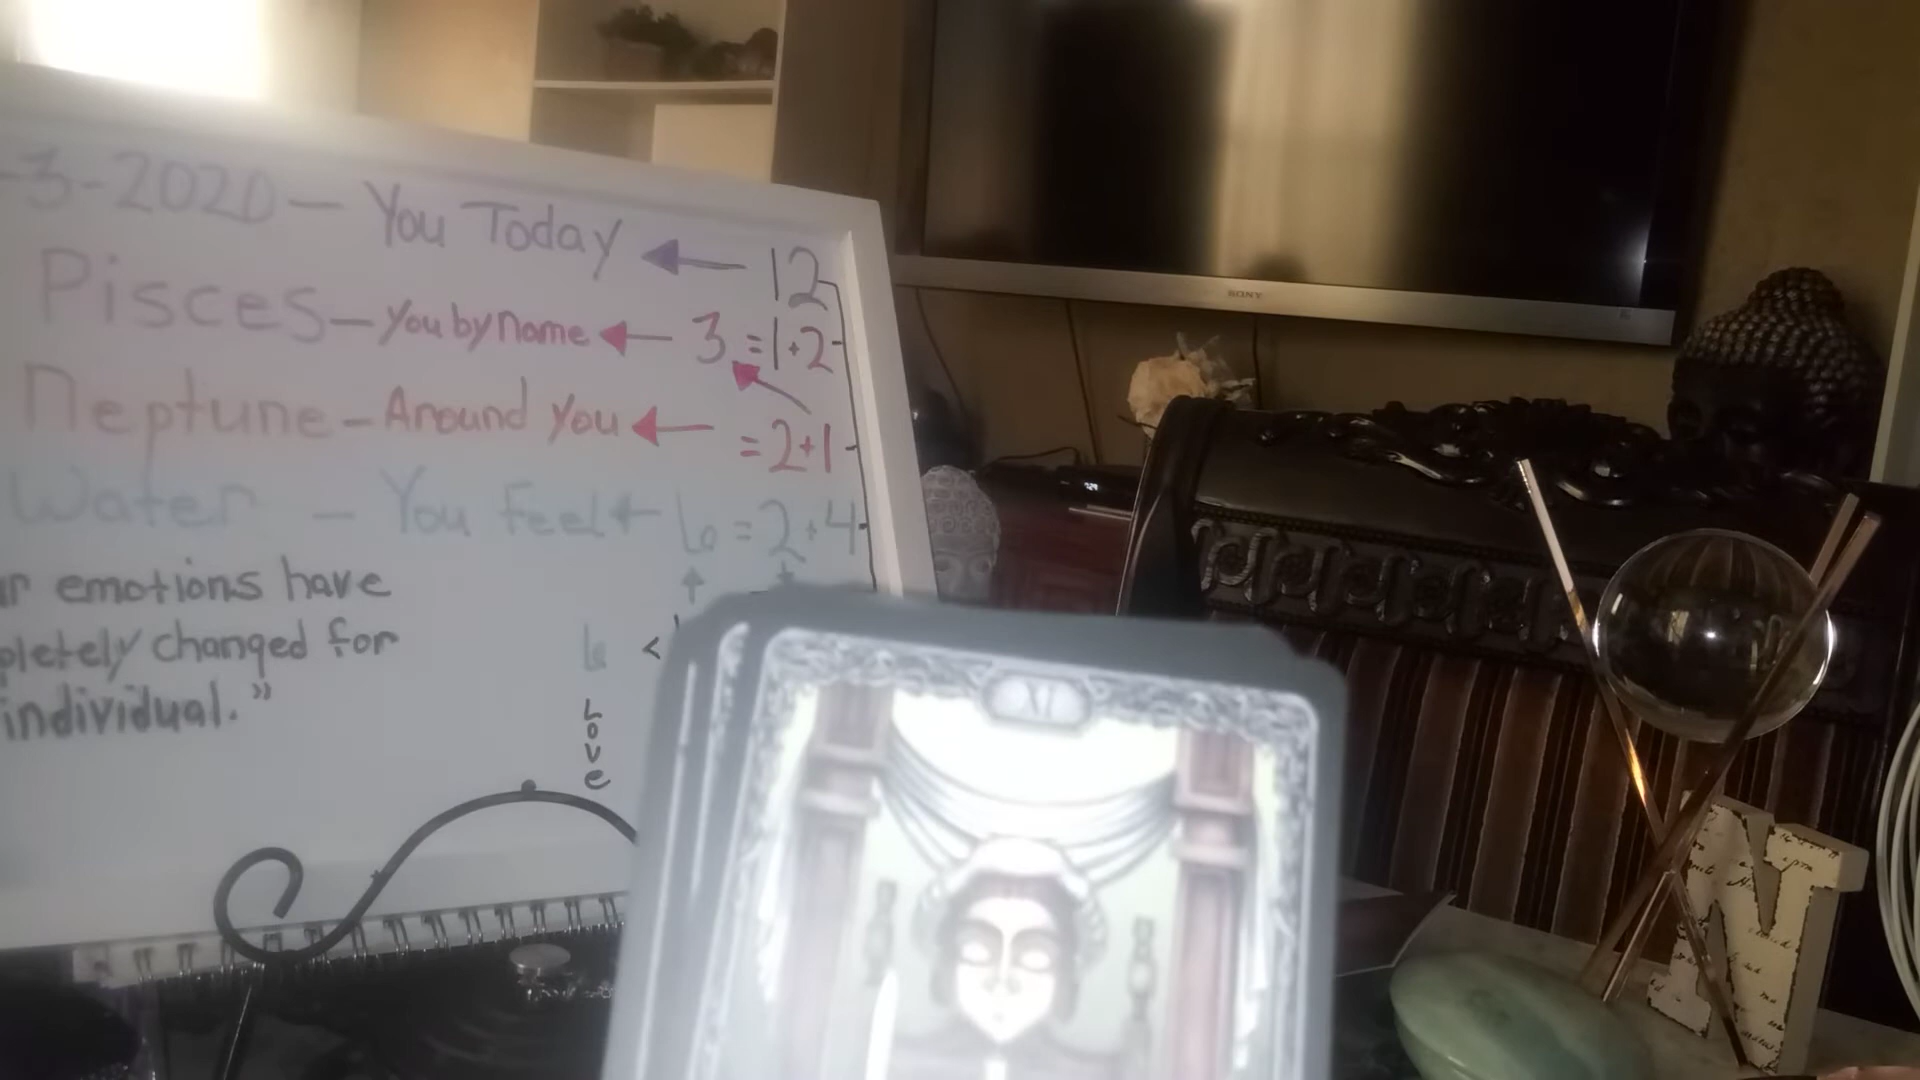 -3-2020 - You Today ← 12
Pisces - You by Name ← 3 = 1+2
Neptune - Around You ← = 2+1
Water - You Feel ← 6 = 2+4
r emotions have
pletely changed for
individual."
6 <
Love
XI
SONY
N